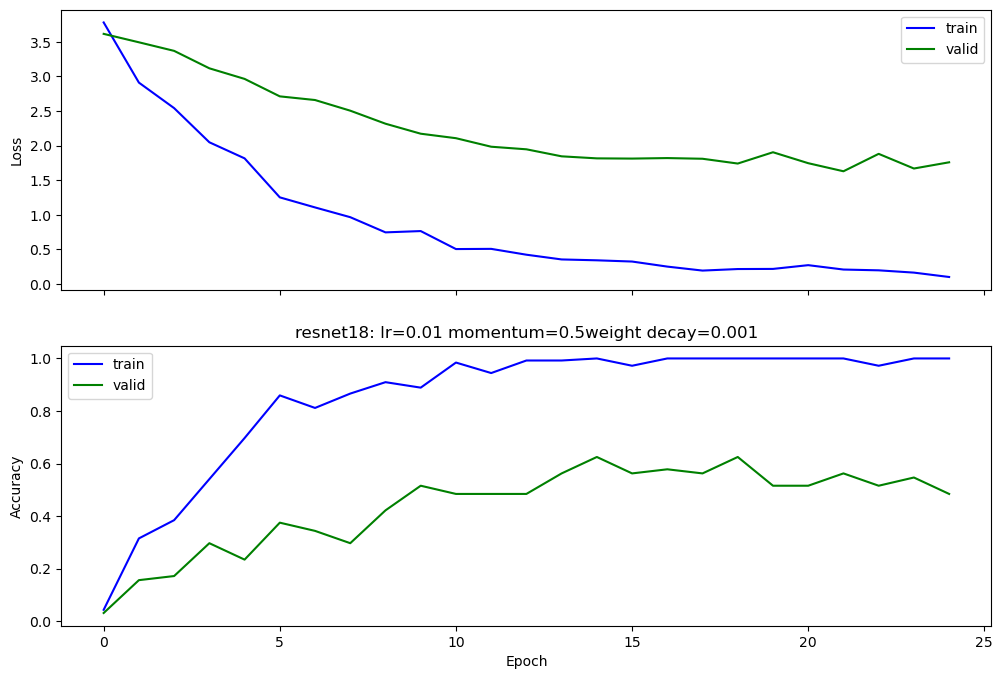 3.5
3.0
2.5
2.0
1.5
1.0
0.5
0.0
Loss
train
valid
resnet18: lr=0.01 momentum=0.5weight decay=0.001
1.0
0.8
0.6
0.4
0.2
0.0
Accuracy
train
valid
0 5 10 15 20 25
Epoch